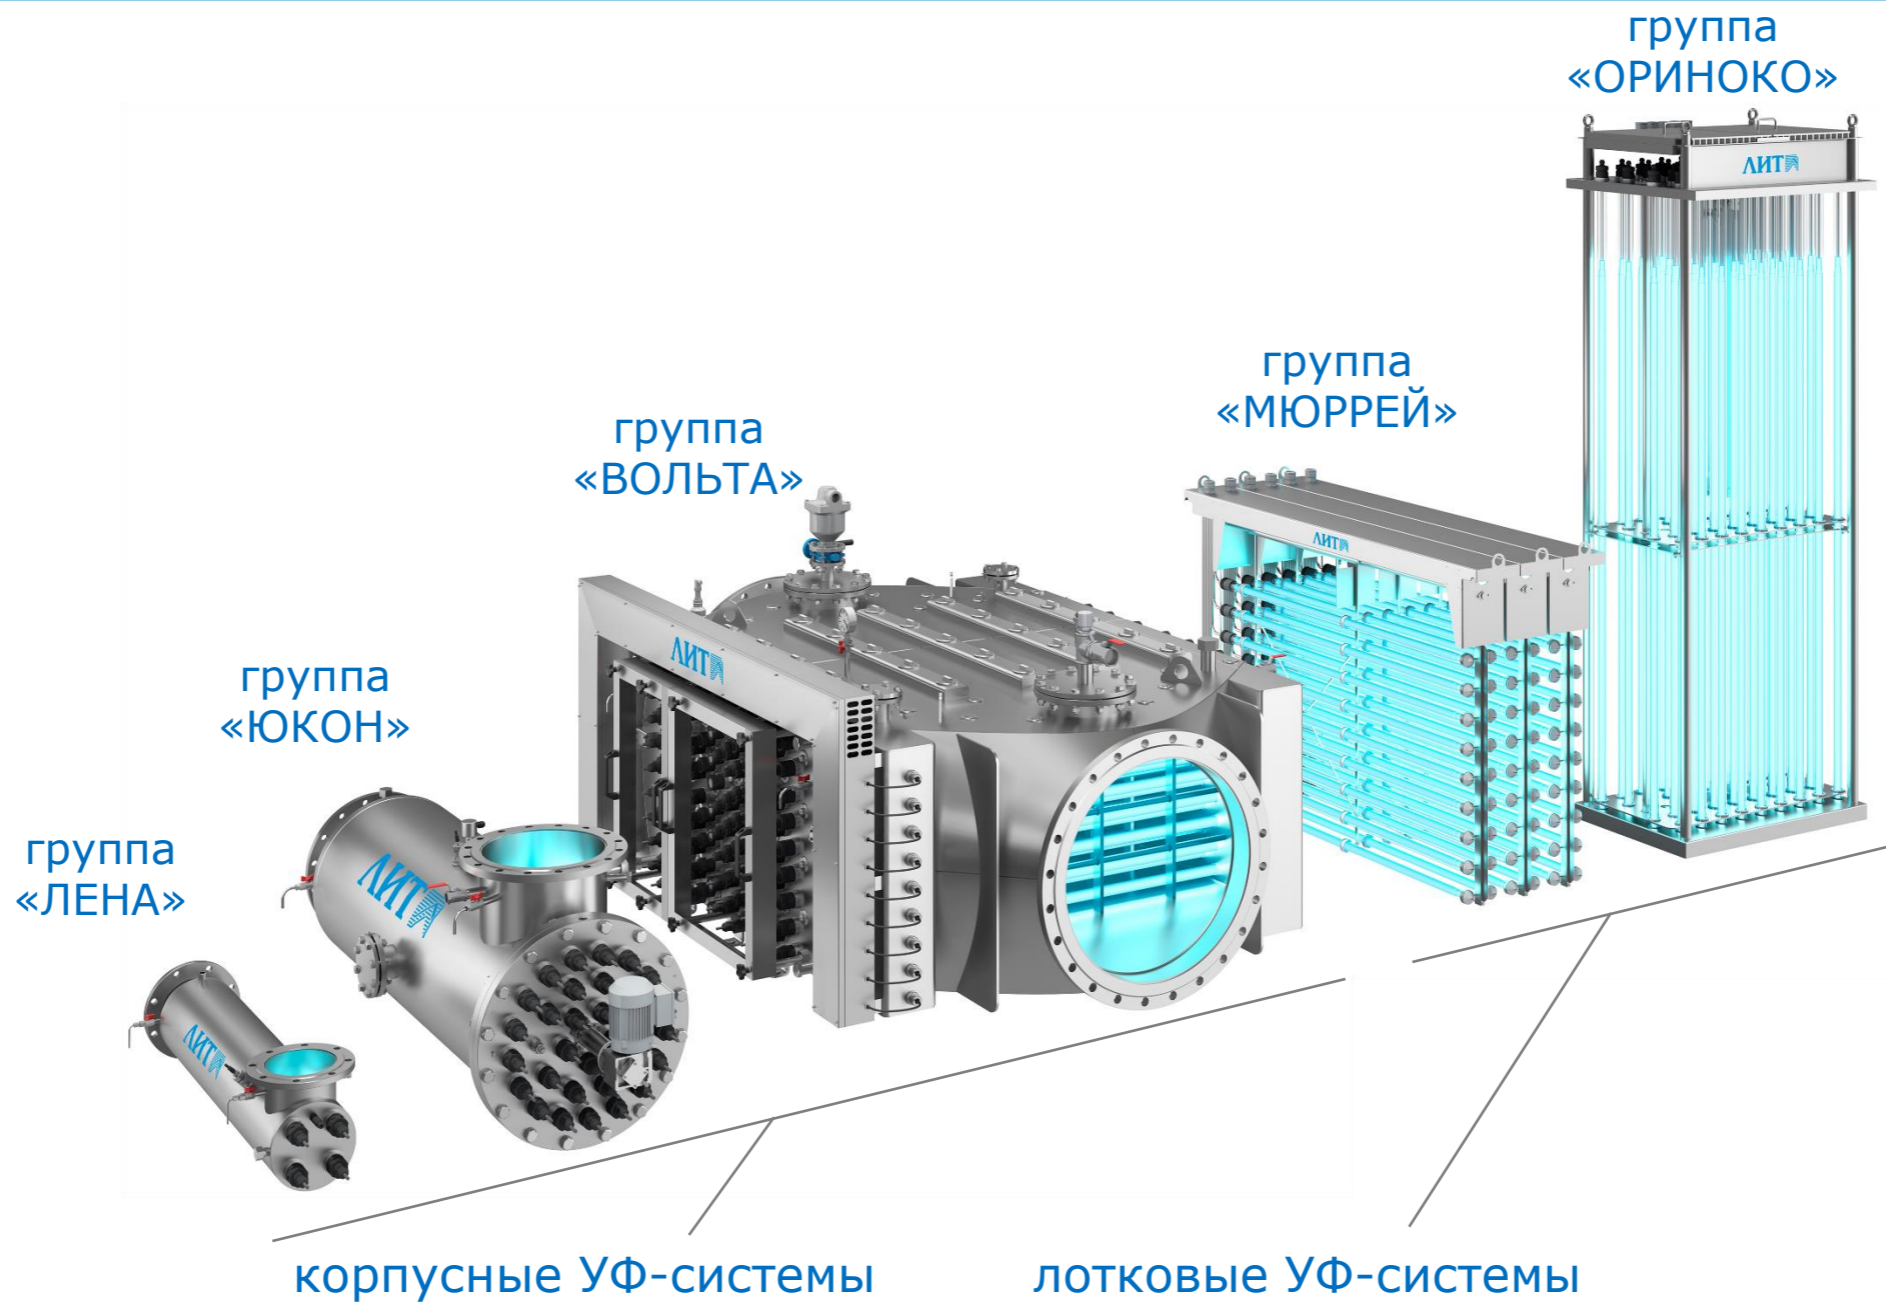 группа
«ОРИНОКО»
ЛИТ
группа
«МЮРРЕЙ»
ЛИТ
группа
«ВОЛЬТА»
ЛИТ
группа
«ЮКОН»
ЛИТ
группа
«ЛЕНА»
ЛИТ
корпусные УФ-системы
лотковые УФ-системы